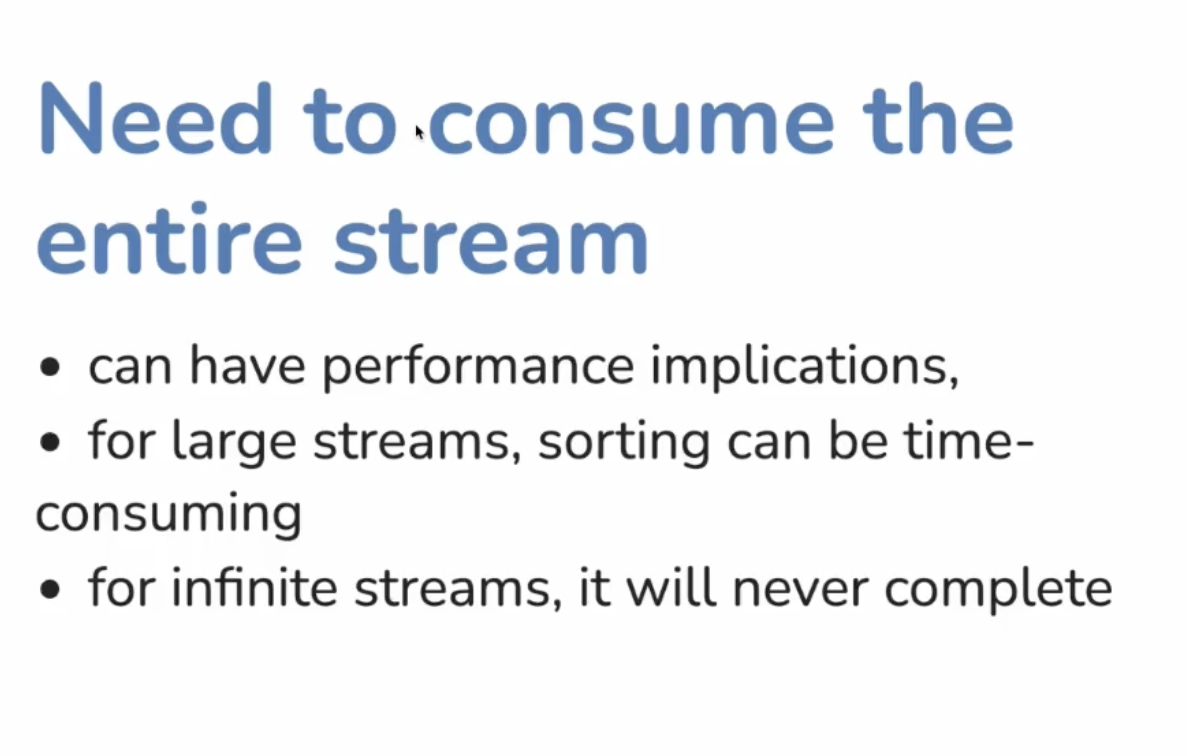 Need to consume the
entire stream
• can have performance implications,
• for large streams, sorting can be time-
consuming
• for infinite streams, it will never complete